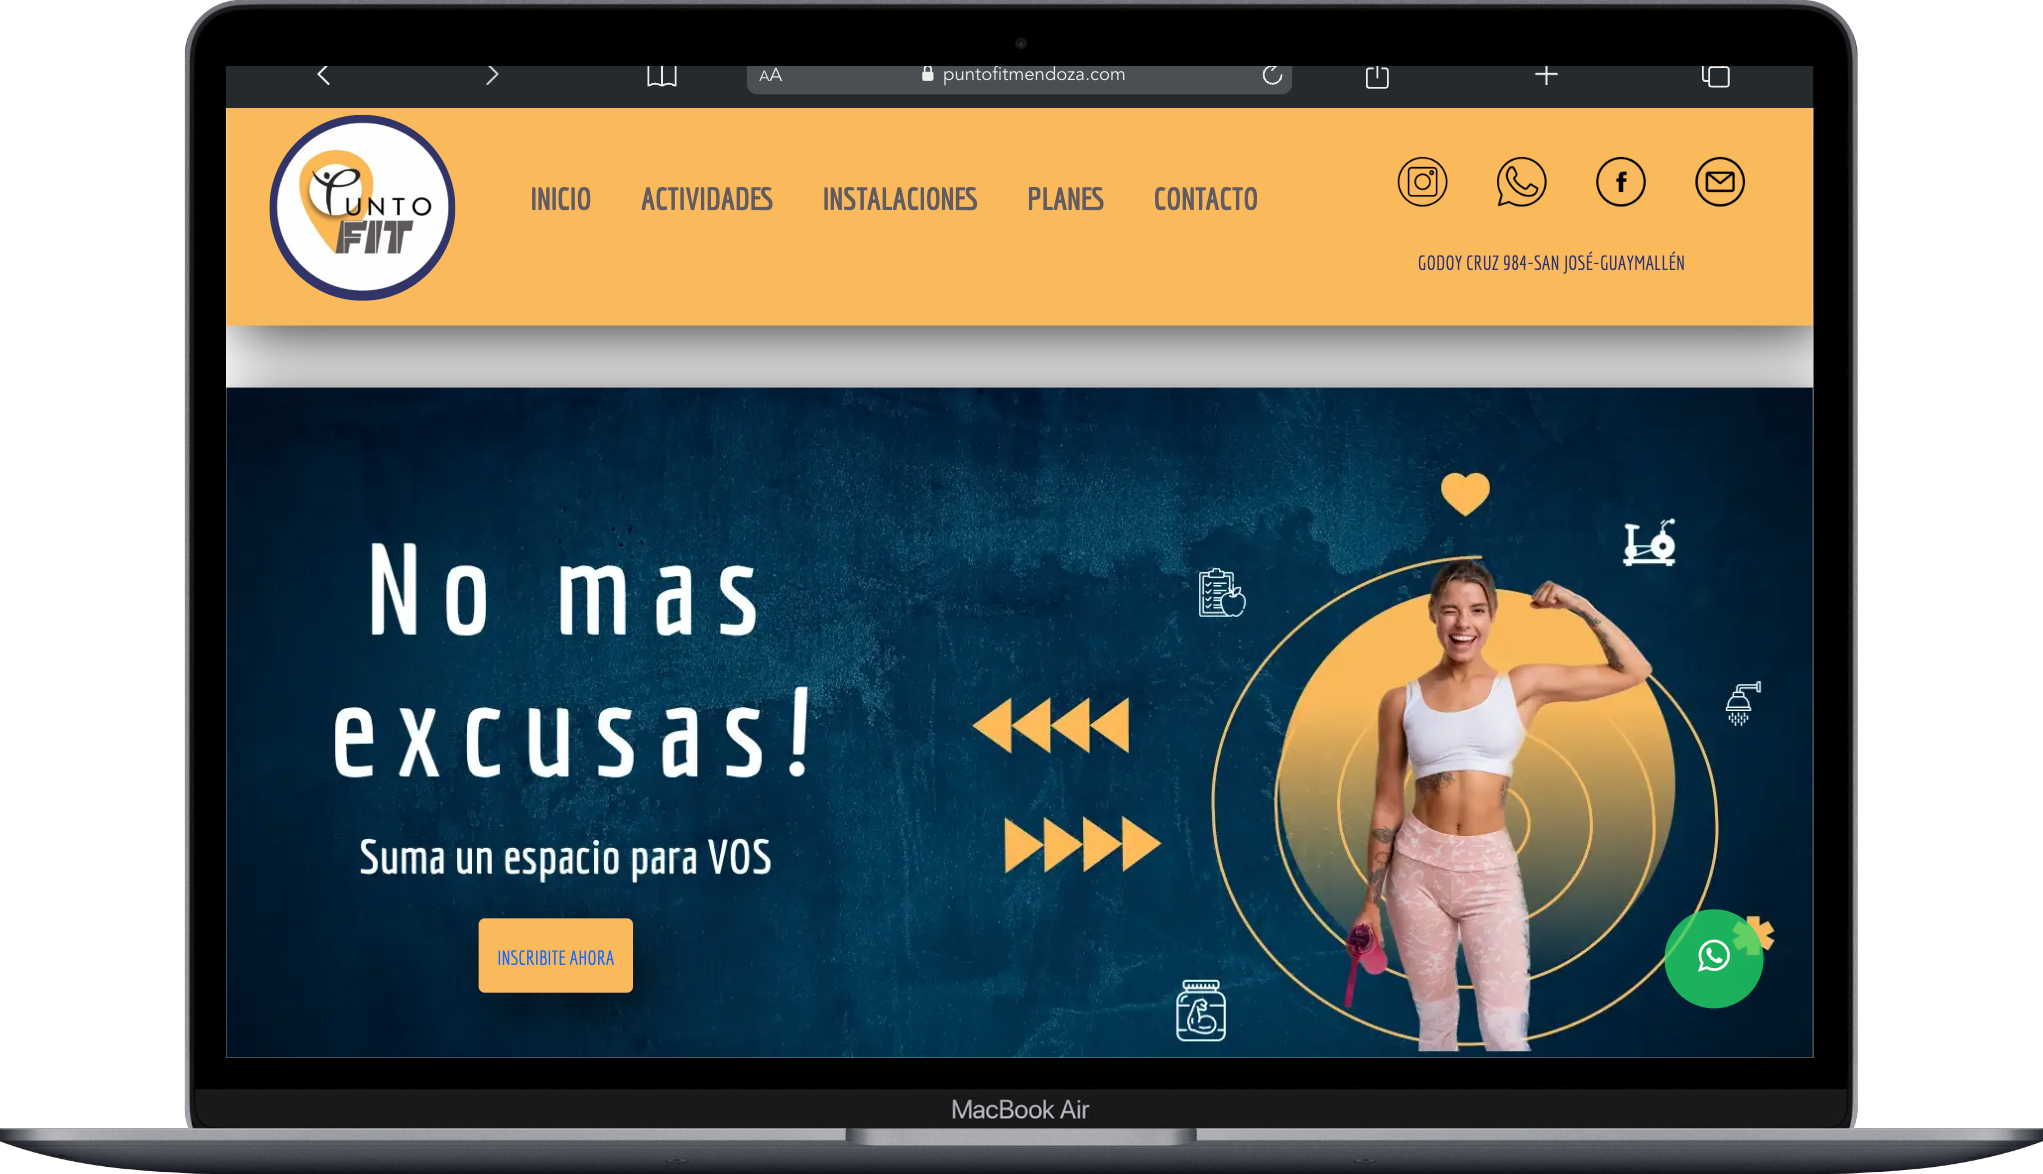 AA
puntofitmendoza.com
PUNTO
FIT
INICIO
ACTIVIDADES
INSTALACIONES
PLANES
CONTACTO
f
GODOY CRUZ 984-SAN JOSÉ-GUAYMALLÉN
No mas
excusas!
Suma un espacio para VOS
INSCRIBITE AHORA
MacBook Air